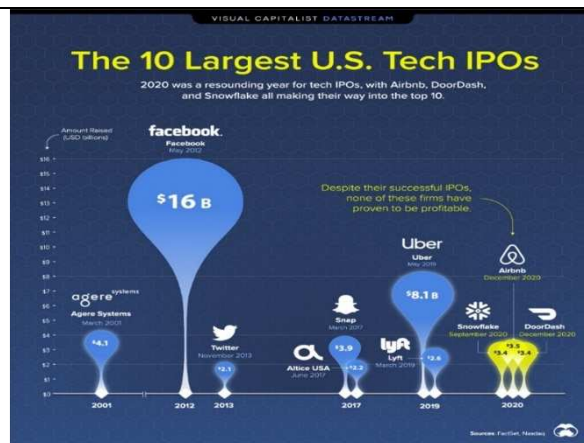 VISUAL CAPITALIST DATASTREAM
The 10 Largest U.S. Tech IPOs
2020 was a resounding year for tech IPOs, with Airbnb, DoorDash,
and Snowflake all making their way into the top 10.
Amount Raised
(USD billions)
$16
$15
$14
$13
$12
$11
$10
$9
$8
$7
$6
$5
$4
$3
$2
$1
$0
agere systems
Agere Systems
March 2001
$4.1
facebook.
Facebook
May 2012
$16 B
Twitter
November 2013
$2.1
Snap
March 2017
$3.9
Altice USA
June 2017
$2.2
Uber
Uber
May 2019
$8.1 B
lyft
Lyft
March 2019
$2.6
Despite their successful IPOs,
none of these firms have
proven to be profitable.
Airbnb
December 2020
$3.5
Snowflake
September 2020
$3.4
DoorDash
December 2020
$3.4
2001
2012
2013
2017
2019
2020
Sources: FactSet, Nasdaq